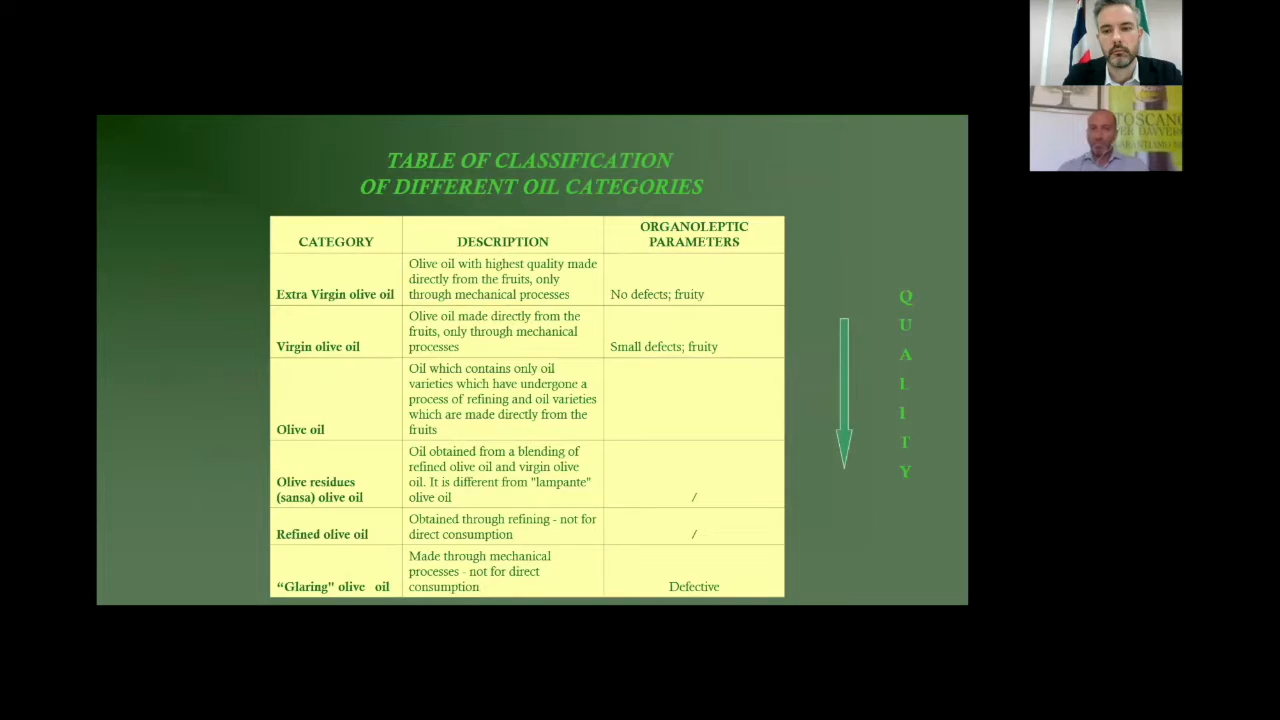 TABLE OF CLASSIFICATION
OF DIFFERENT OIL CATEGORIES
CATEGORY
DESCRIPTION
ORGANOLEPTIC
PARAMETERS
Extra Virgin olive oil
Olive oil with highest quality made
directly from the fruits, only
through mechanical processes
No defects; fruity
Virgin olive oil
Olive oil made directly from the
fruits, only through mechanical
processes
Small defects; fruity
Olive oil
Oil which contains only oil
varieties which have undergone a
process of refining and oil varieties
which are made directly from the
fruits
Olive residues
(sansa) olive oil
Oil obtained from a blending of
refined olive oil and virgin olive
oil. It is different from "lampante"
olive oil
/
Refined olive oil
Obtained through refining - not for
direct consumption
/
“Glaring" olive oil
Made through mechanical
processes - not for direct
consumption
Defective
Q
U
A
L
I
T
Y
TOSCANO